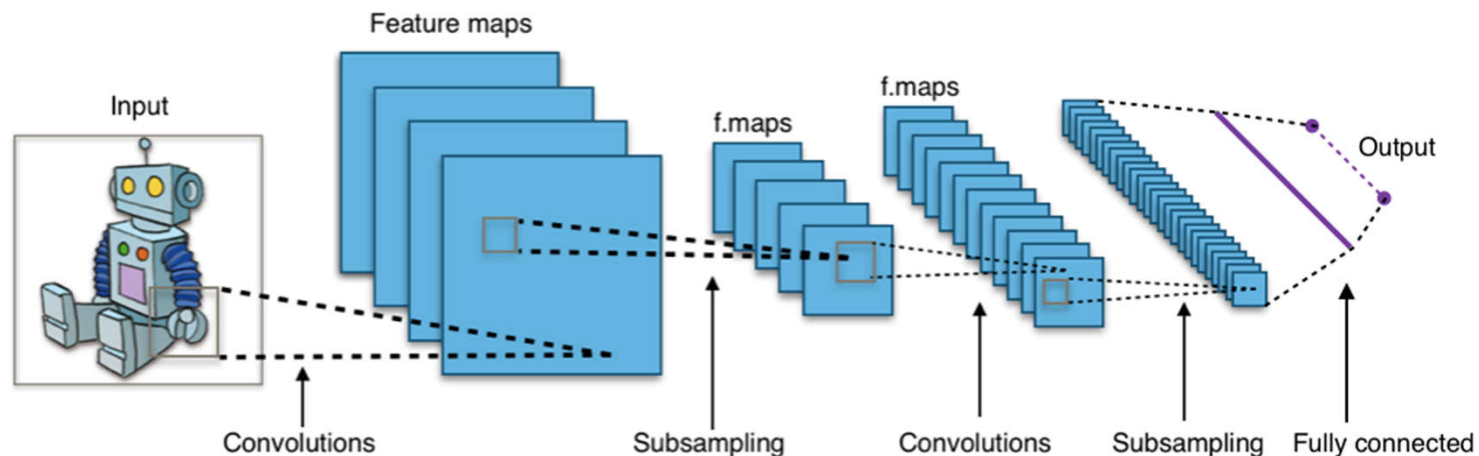 Feature maps
Input
f.maps
f.maps
Output
Convolutions
Subsampling
Convolutions
Subsampling
Fully connected